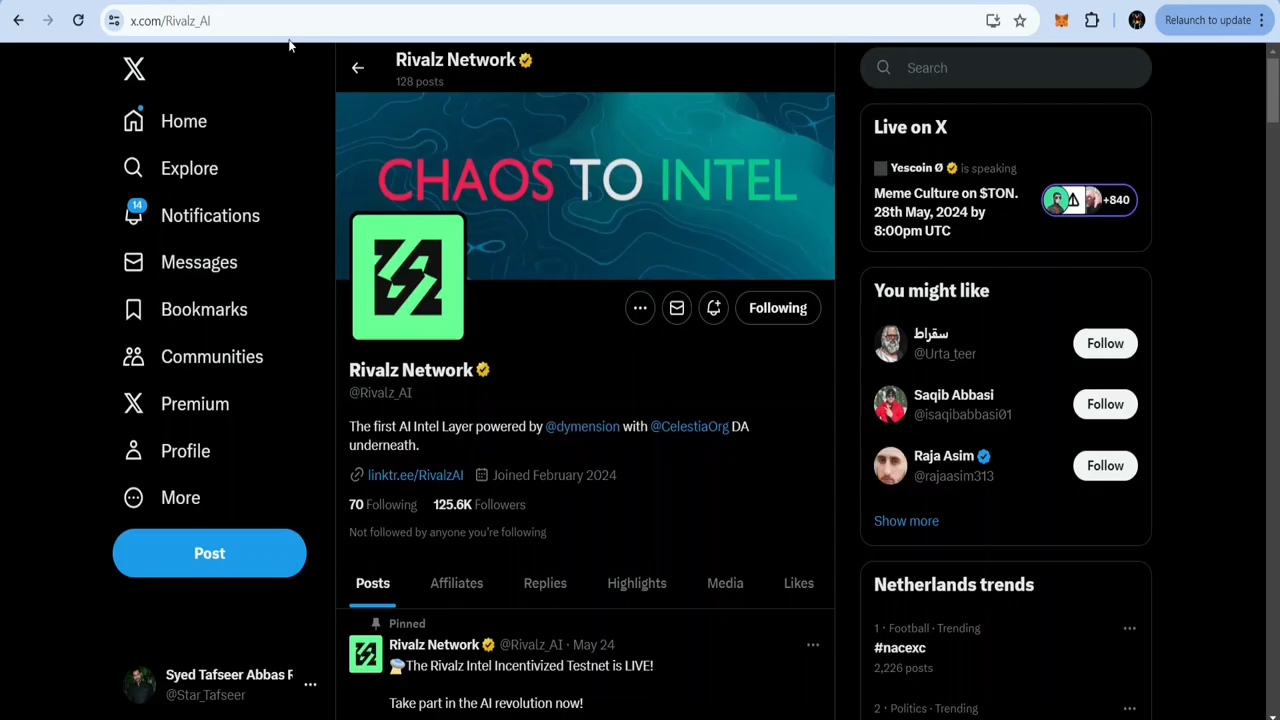 x.com/Rivalz_AI
Relaunch to update
Home
Explore
14
Notifications
Messages
Bookmarks
Communities
Premium
Profile
More
Post
Syed Tafseer Abbas R
@Star_Tafseer
Rivalz Network
128 posts
CHAOS TO INTEL
Following
Rivalz Network
@Rivalz_AI
The first AI Intel Layer powered by @dymension with @CelestiaOrg DA
underneath.
linktr.ee/RivalzAI Joined February 2024
70 Following 125.6K Followers
Not followed by anyone you're following
Posts Affiliates Replies Highlights Media Likes
Pinned
Rivalz Network @Rivalz_AI · May 24
The Rivalz Intel Incentivized Testnet is LIVE!
Take part in the AI revolution now!
Search
Live on X
Yescoin Ø is speaking
Meme Culture on $TON.
28th May, 2024 by
8:00pm UTC
+840
You might like
سقراط
@Urta_teer
Follow
Saqib Abbasi
@isaqibabbasi01
Follow
Raja Asim
@rajaasim313
Follow
Show more
Netherlands trends
1 · Football · Trending
#nacexc
2,226 posts
2 · Politics · Trending